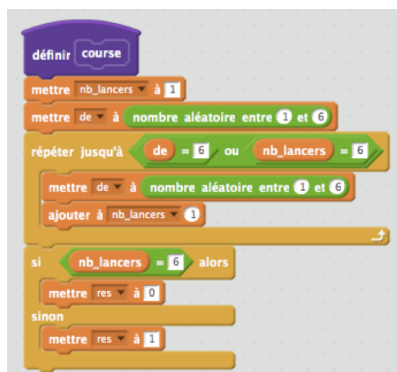 définir course
mettre nb_lancers à 1
mettre de à nombre aléatoire entre 1 et 6
répéter jusqu'à de = 6 ou nb_lancers = 6
mettre de à nombre aléatoire entre 1 et 6
ajouter à nb_lancers 1
si nb_lancers = 6 alors
mettre res à 0
sinon
mettre res à 1